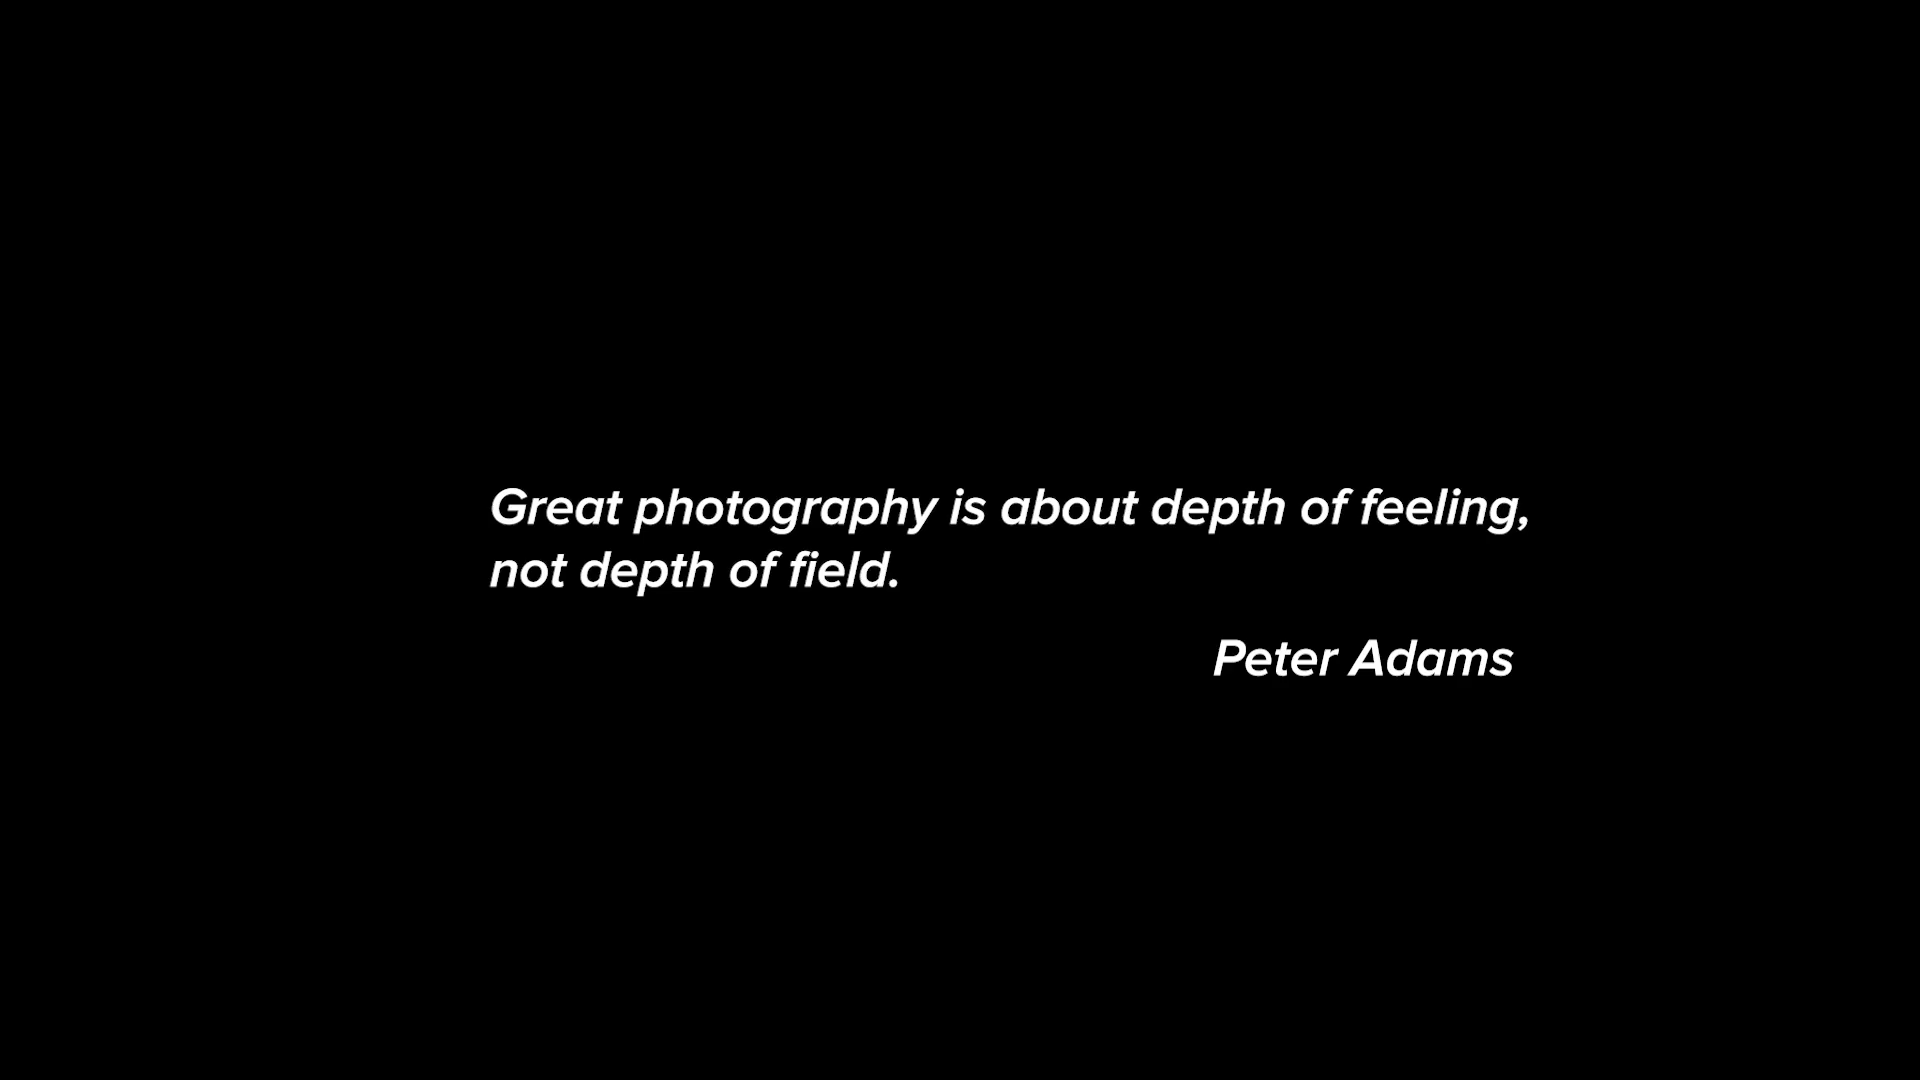 Great photography is about depth of feeling,
not depth of field.
Peter Adams